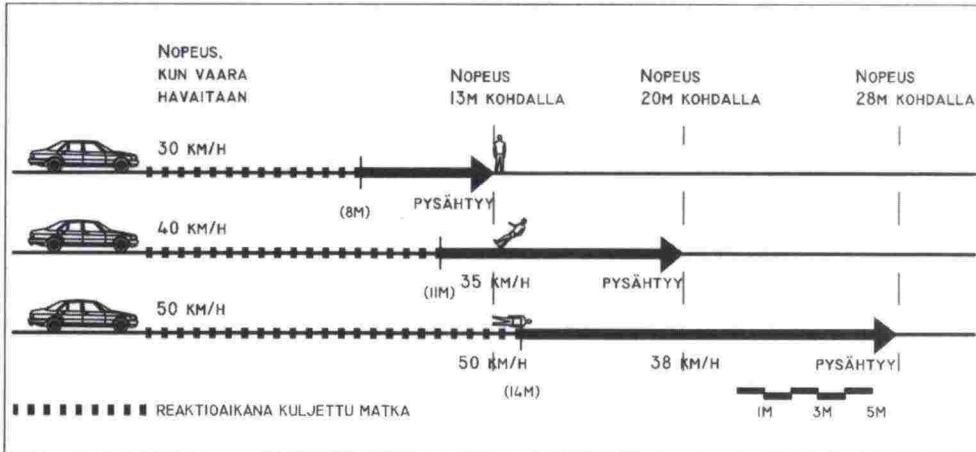 NOPEUS,
KUN VAARA
HAVAITAAN
NOPEUS
13M KOHDALLA
NOPEUS
20M KOHDALLA
NOPEUS
28M KOHDALLA
30 KM/H
(8M)
PYSÄHTYY
40 KM/H
(11M)
35 KM/H
PYSÄHTYY
50 KM/H
50 KM/H
(14M)
38 KM/H
PYSÄHTYY
REAKTIOAIKANA KULJETTU MATKA
1M 3M 5M